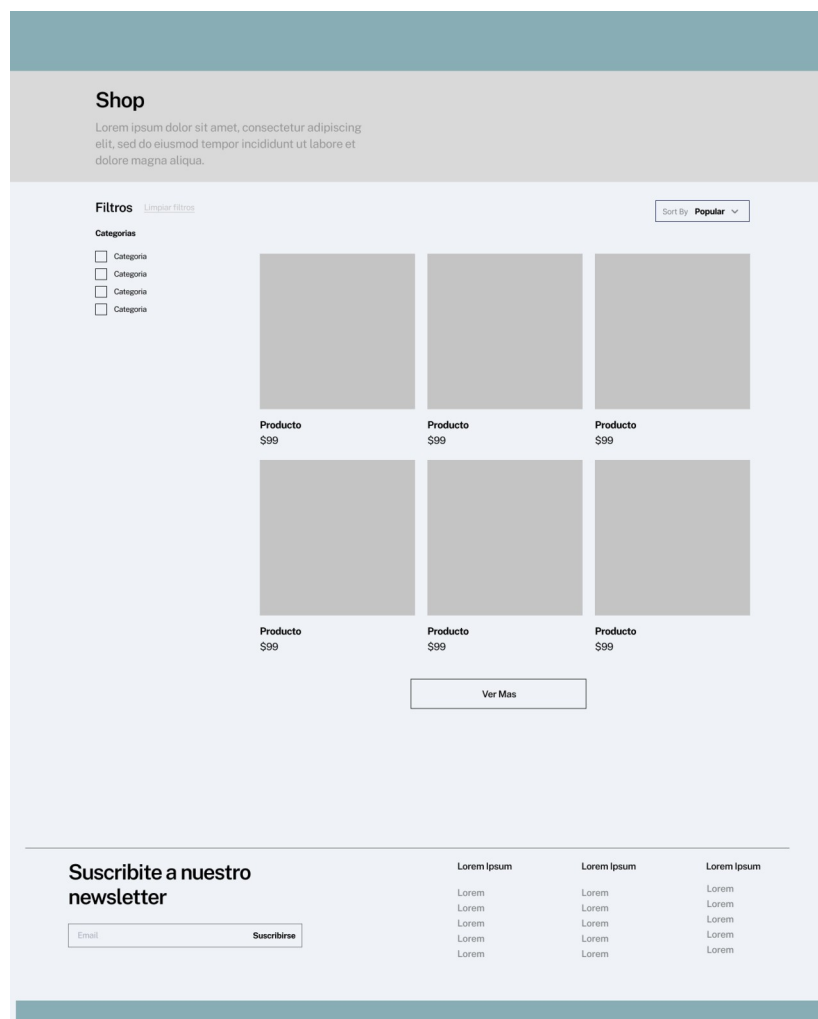 Shop
Lorem ipsum dolor sit amet, consectetur adipiscing
elit, sed do eiusmod tempor incididunt ut labore et
dolore magna aliqua.
Filtros Limpiar filtros
Sort By Popular
Categorias
Categoria
Categoria
Categoria
Categoria
Producto Producto Producto
$99 $99 $99
Producto Producto Producto
$99 $99 $99
Ver Mas
Suscribite a nuestro
newsletter
Email Suscribirse
Lorem Ipsum
Lorem
Lorem
Lorem
Lorem
Lorem
Lorem Ipsum
Lorem
Lorem
Lorem
Lorem
Lorem
Lorem Ipsum
Lorem
Lorem
Lorem
Lorem
Lorem